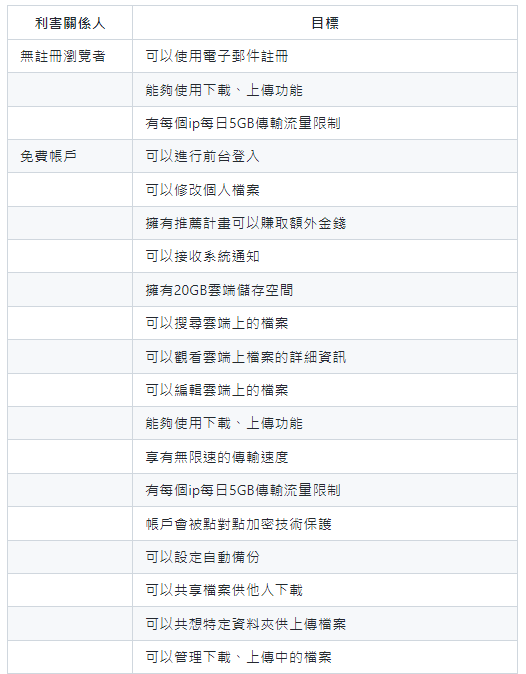 利害關係人 目標
無註冊瀏覽者 可以使用電子郵件註冊
能夠使用下載、上傳功能
有每個ip每日5GB傳輸流量限制
免費帳戶 可以進行前台登入
可以修改個人檔案
擁有推薦計畫可以賺取額外金錢
可以接收系統通知
擁有20GB雲端儲存空間
可以搜尋雲端上的檔案
可以觀看雲端上檔案的詳細資訊
可以編輯雲端上的檔案
能夠使用下載、上傳功能
享有無限速的傳輸速度
有每個ip每日5GB傳輸流量限制
帳戶會被點對點加密技術保護
可以設定自動備份
可以共享檔案供他人下載
可以共想特定資料夾供上傳檔案
可以管理下載、上傳中的檔案